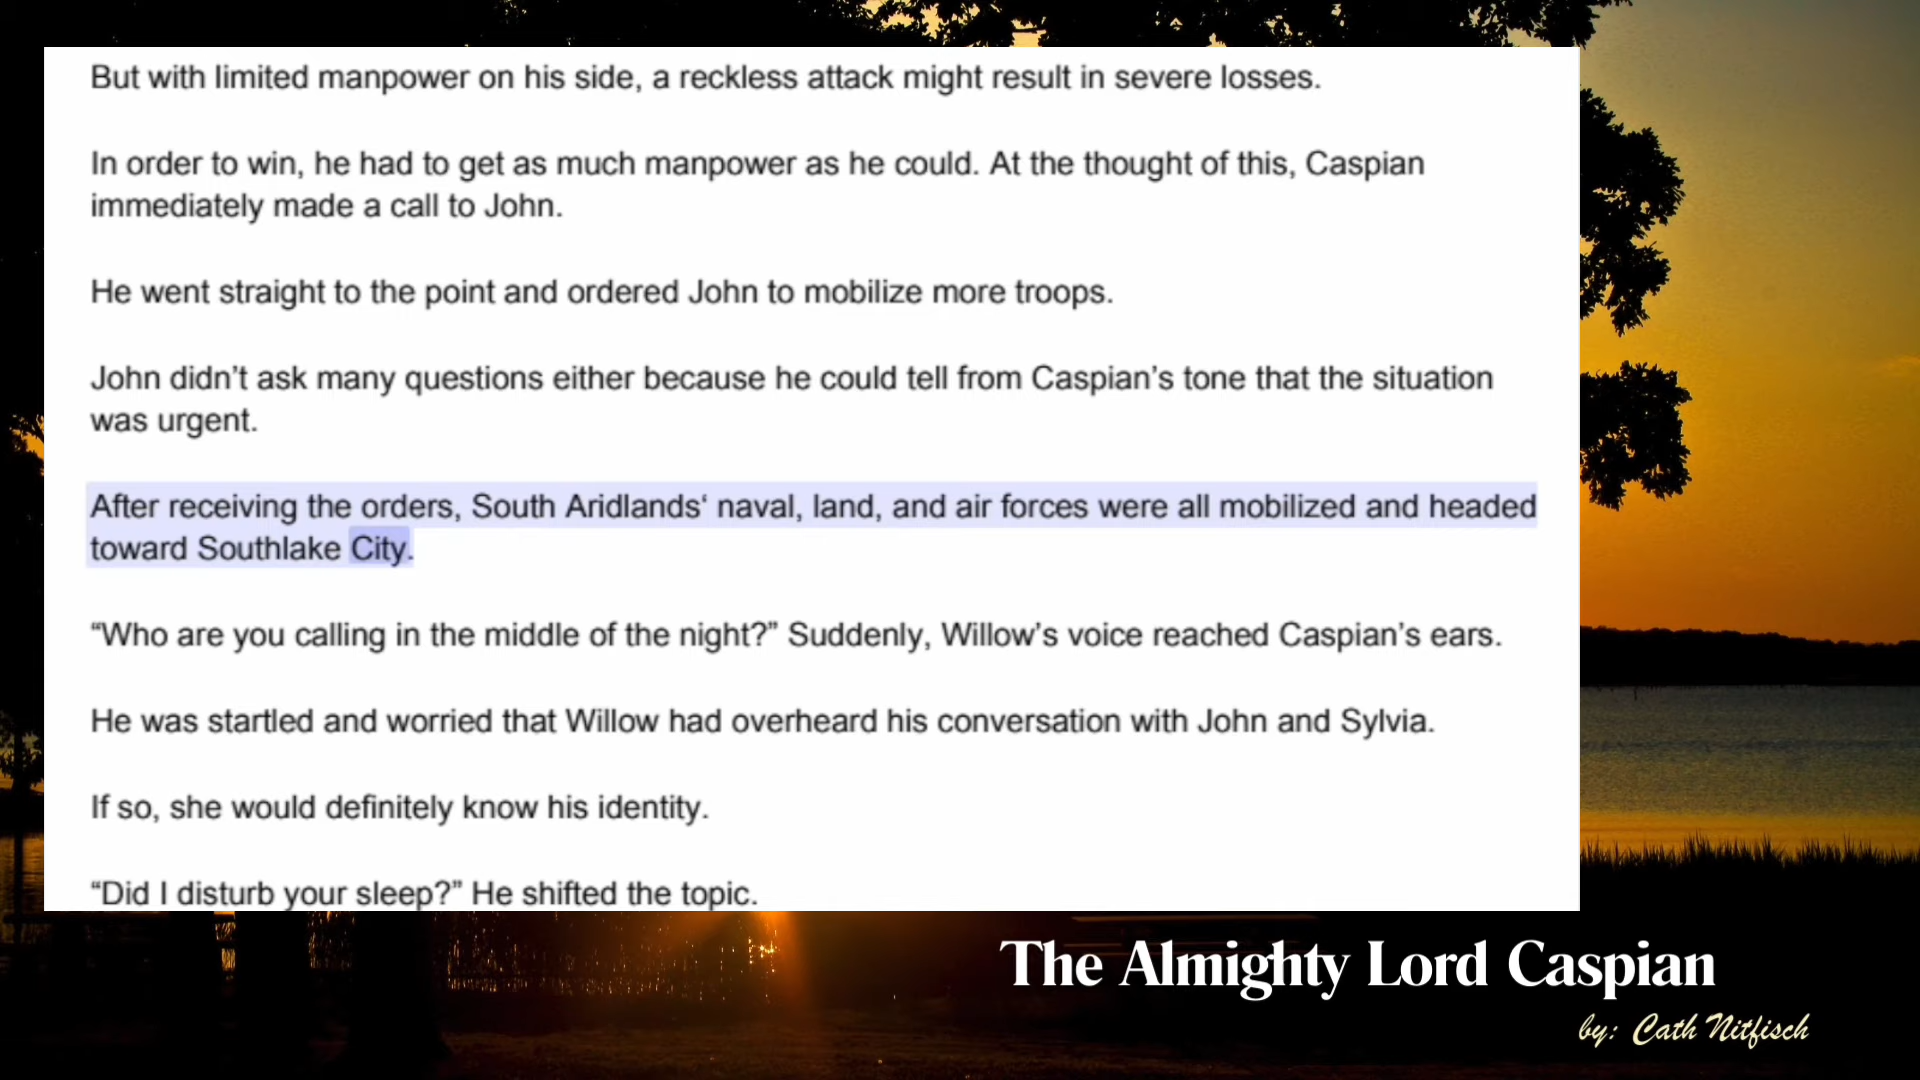 But with limited manpower on his side, a reckless attack might result in severe losses.
In order to win, he had to get as much manpower as he could. At the thought of this, Caspian
immediately made a call to John.
He went straight to the point and ordered John to mobilize more troops.
John didn’t ask many questions either because he could tell from Caspian’s tone that the situation
was urgent.
After receiving the orders, South Aridlands‘ naval, land, and air forces were all mobilized and headed
toward Southlake City.
“Who are you calling in the middle of the night?” Suddenly, Willow’s voice reached Caspian’s ears.
He was startled and worried that Willow had overheard his conversation with John and Sylvia.
If so, she would definitely know his identity.
“Did I disturb your sleep?” He shifted the topic.
The Almighty Lord Caspian
by: Cath Nitfisch